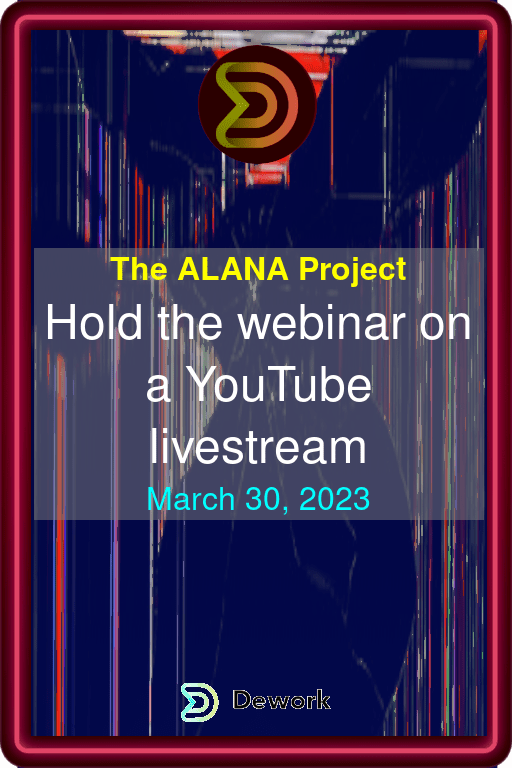 The ALANA Project
Hold the webinar on
a YouTube
livestream
March 30, 2023
Dework